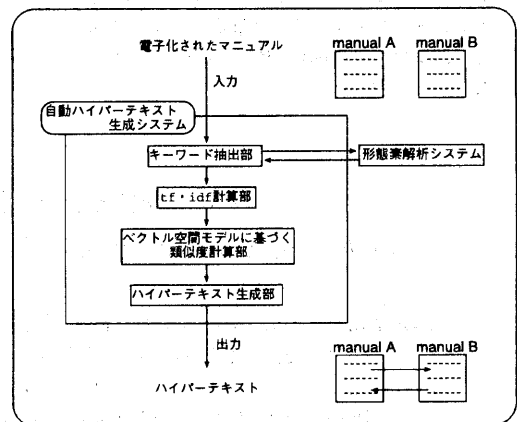 電子化されたマニュアル
manual A
manual B
入力
自動ハイパーテキスト
生成システム
キーワード抽出部
形態素解析システム
tf・idf計算部
ベクトル空間モデルに基づく
類似度計算部
ハイパーテキスト生成部
出力
manual A
manual B
ハイパーテキスト